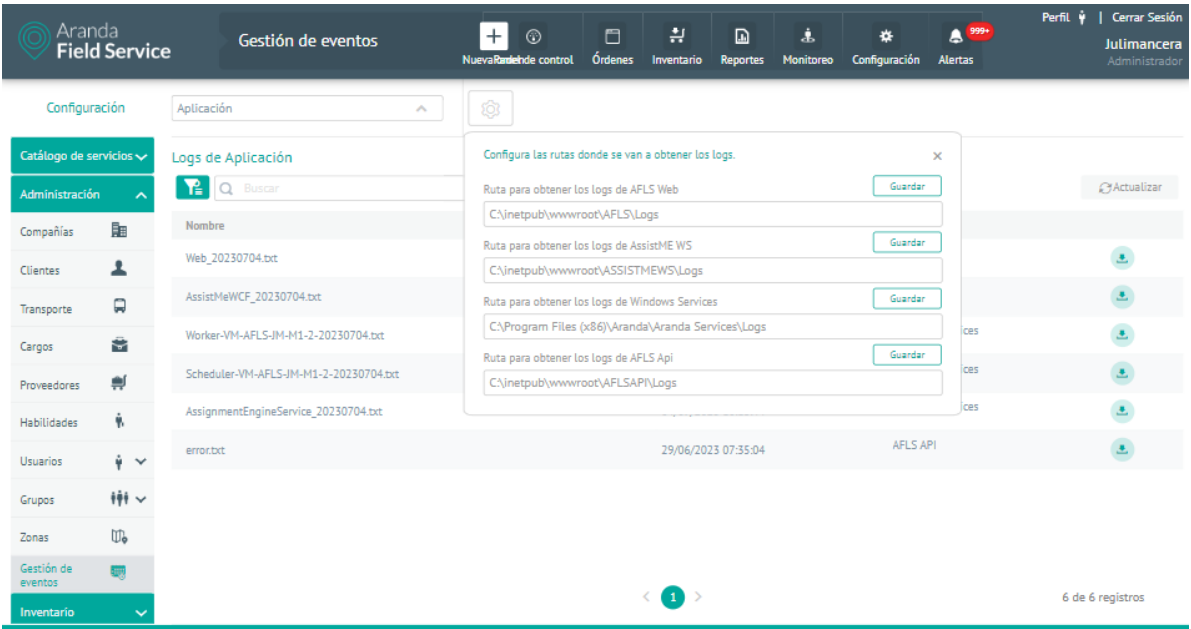 Aranda
Field Service
Gestión de eventos
Nueva
de control
Órdenes
Inventario
Reportes
Monitoreo
Configuración
Alertas
999+
Perfil | Cerrar Sesión
Julimancera
Administrador
Configuración
Catálogo de servicios
Administración
Compañías
Clientes
Transporte
Cargos
Proveedores
Habilidades
Usuarios
Grupos
Zonas
Gestión de
eventos
Inventario
Aplicación
Logs de Aplicación
Buscar
Actualizar
Nombre
Web_20230704.txt
AssistMeWCF_20230704.txt
Worker-VM-AFLS-JM-M1-2-20230704.txt
ces
Scheduler-VM-AFLS-JM-M1-2-20230704.txt
ces
AssignmentEngineService_20230704.txt
ces
error.txt
29/06/2023 07:35:04
AFLS API
Configura las rutas donde se van a obtener los logs.
Ruta para obtener los logs de AFLS Web
Guardar
C:\inetpub\wwwroot\AFLS\Logs
Ruta para obtener los logs de AssistME WS
Guardar
C:\inetpub\wwwroot\ASSISTMEWS\Logs
Ruta para obtener los logs de Windows Services
Guardar
C:\Program Files (x86)\Aranda\Aranda Services\Logs
Ruta para obtener los logs de AFLS Api
Guardar
C:\inetpub\wwwroot\AFLSAPI\Logs
< 1 >
6 de 6 registros